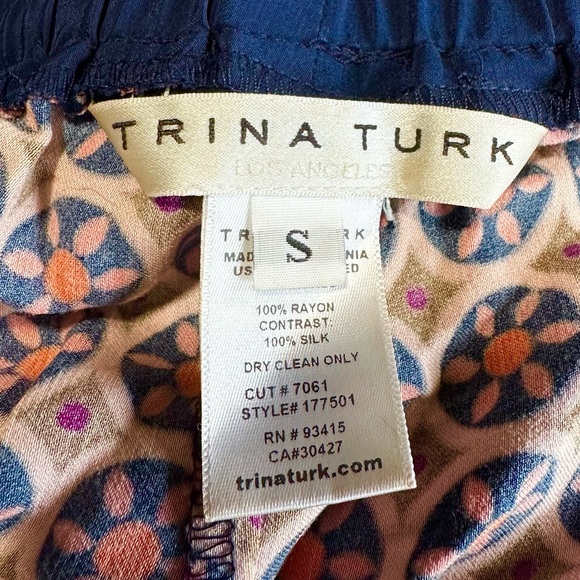 TRINA TURK
LOS ANGELES
S
100% RAYON
CONTRAST:
100% SILK
DRY CLEAN ONLY
CUT # 7061
STYLE# 177501
RN # 93415
CA#30427
trinaturk.com